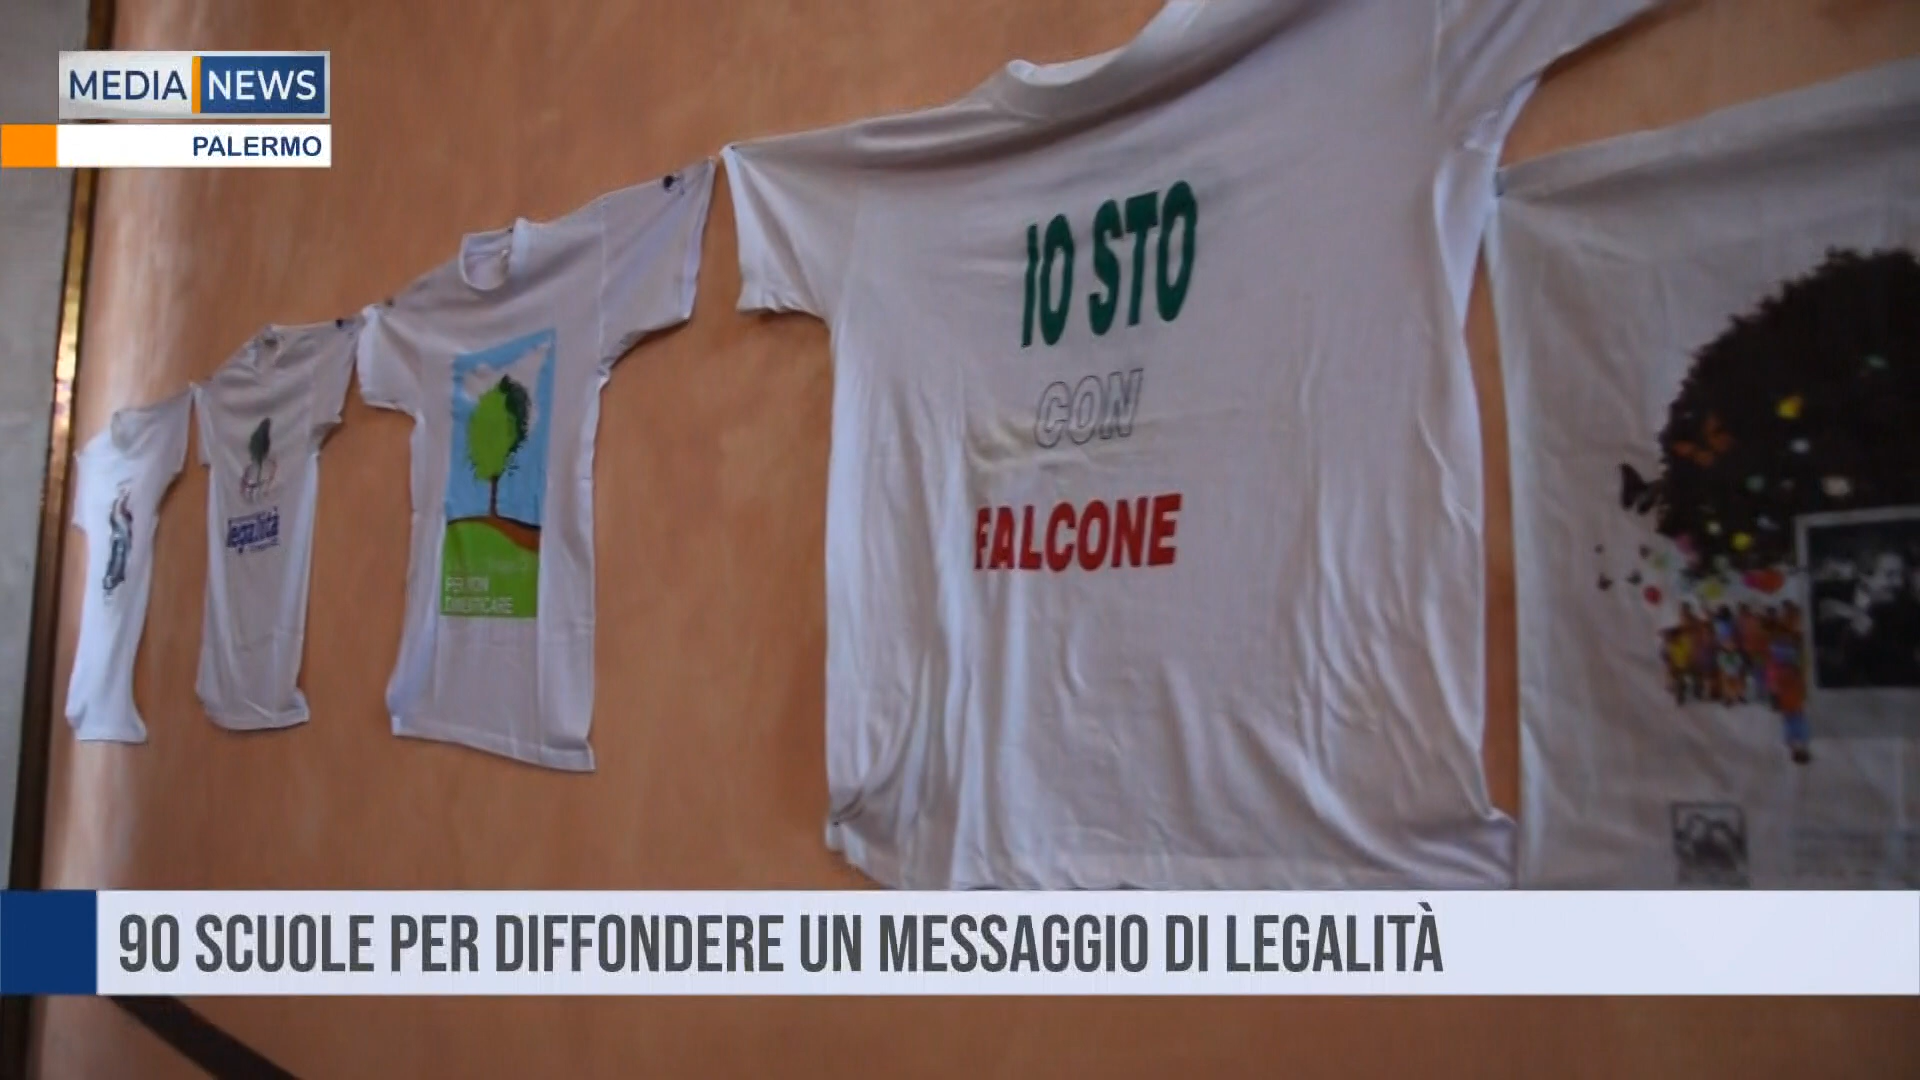 MEDIA NEWS
PALERMO
IO STO
CON
FALCONE
legalità
PER NON
DIMENTICARE
90 SCUOLE PER DIFFONDERE UN MESSAGGIO DI LEGALITÀ